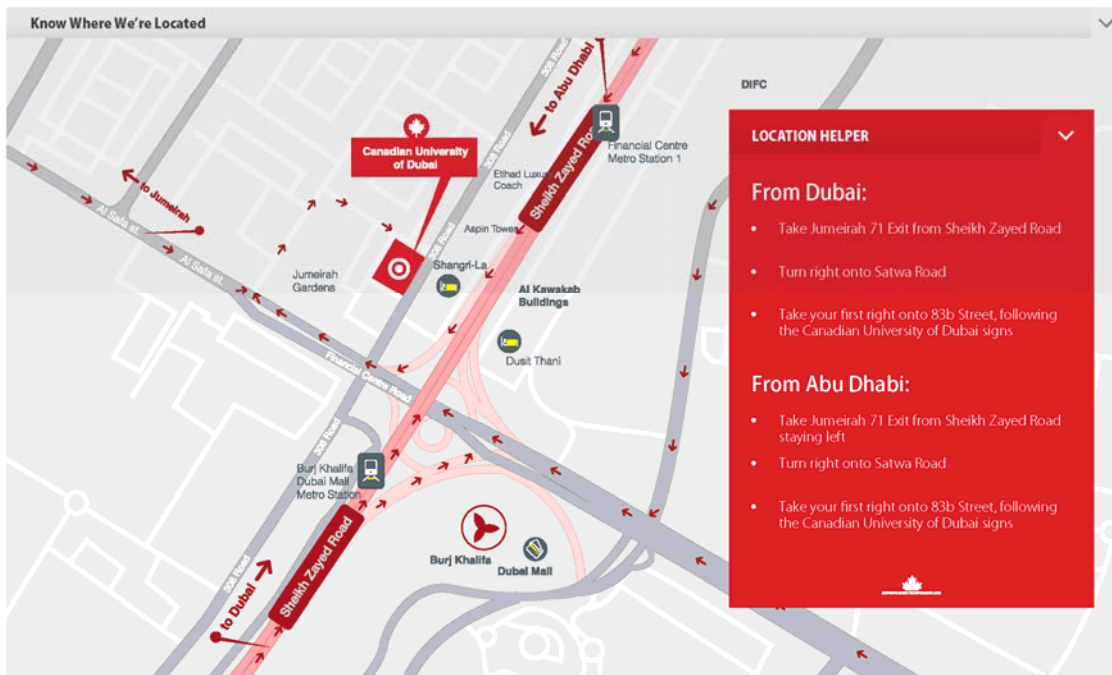 Know Where We're Located
308 Road
to Abu Dhabi
DIFC
LOCATION HELPER
Canadian University
of Dubai
Sheikh Zayed Road
Financial Centre
Metro Station 1
308 Road
Etihad Luxury
Coach
to Jumeirah
Al Safa st.
Aspin Tower
308 Road
Al Safa st.
Jumeirah
Gardens
Shangri-La
Al Kawakab
Buildings
Dusit Thani
Financial Centre Road
308 Road
Burj Khalifa
Dubai Mall
Metro Station
Sheikh Zayed Road
Burj Khalifa
Dubai Mall
308 Road
to Dubai
From Dubai:
• Take Jumeirah 71 Exit from Sheikh Zayed Road
• Turn right onto Satwa Road
• Take your first right onto 83b Street, following
the Canadian University of Dubai signs
From Abu Dhabi:
• Take Jumeirah 71 Exit from Sheikh Zayed Road
staying left
• Turn right onto Satwa Road
• Take your first right onto 83b Street, following
the Canadian University of Dubai signs